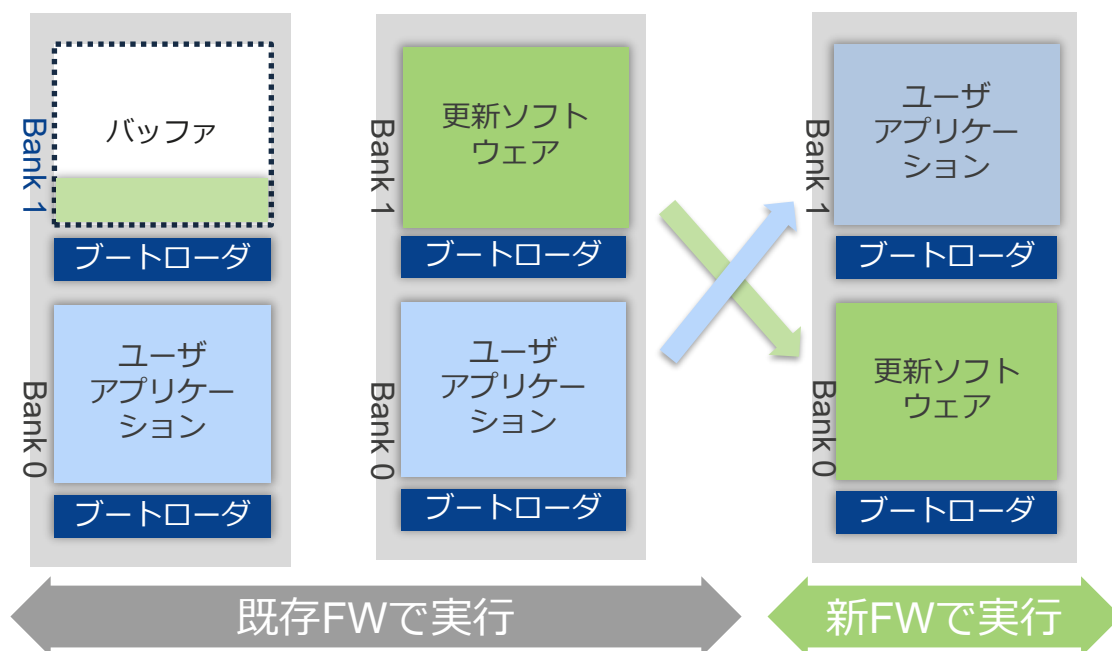 Bank 1
バッファ
ブートローダ
Bank 0
ユーザ
アプリケー
ション
ブートローダ
Bank 1
更新ソフト
ウェア
ブートローダ
Bank 0
ユーザ
アプリケー
ション
ブートローダ
Bank 1
ユーザ
アプリケー
ション
ブートローダ
Bank 0
更新ソフト
ウェア
ブートローダ
既存FWで実行
新FWで実行